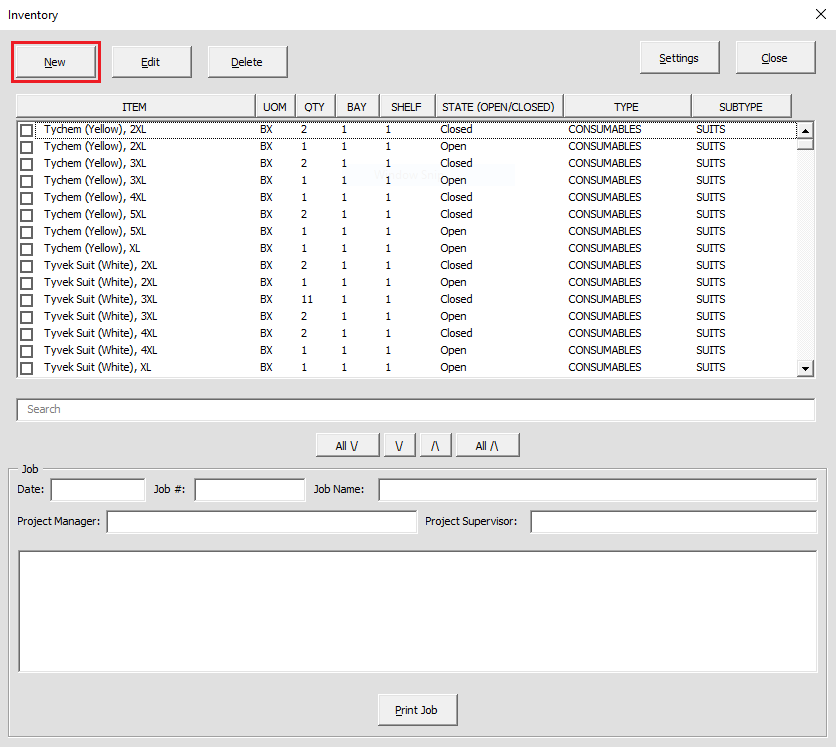 Inventory
New Edit Delete Settings Close
ITEM UOM QTY BAY SHELF STATE (OPEN/CLOSED) TYPE SUBTYPE
Tychem (Yellow), 2XL BX 2 1 1 Closed CONSUMABLES SUITS
Tychem (Yellow), 2XL BX 1 1 1 Open CONSUMABLES SUITS
Tychem (Yellow), 3XL BX 2 1 1 Closed CONSUMABLES SUITS
Tychem (Yellow), 3XL BX 1 1 1 Open CONSUMABLES SUITS
Tychem (Yellow), 4XL BX 1 1 1 Closed CONSUMABLES SUITS
Tychem (Yellow), 5XL BX 2 1 1 Closed CONSUMABLES SUITS
Tychem (Yellow), 5XL BX 1 1 1 Open CONSUMABLES SUITS
Tychem (Yellow), XL BX 1 1 1 Open CONSUMABLES SUITS
Tyvek Suit (White), 2XL BX 2 1 1 Closed CONSUMABLES SUITS
Tyvek Suit (White), 2XL BX 1 1 1 Open CONSUMABLES SUITS
Tyvek Suit (White), 3XL BX 11 1 1 Closed CONSUMABLES SUITS
Tyvek Suit (White), 3XL BX 2 1 1 Open CONSUMABLES SUITS
Tyvek Suit (White), 4XL BX 2 1 1 Closed CONSUMABLES SUITS
Tyvek Suit (White), 4XL BX 1 1 1 Open CONSUMABLES SUITS
Tyvek Suit (White), XL BX 1 1 1 Open CONSUMABLES SUITS
Search
All \/ \/ /\ All /\
Job
Date: Job #: Job Name:
Project Manager: Project Supervisor:
Print Job